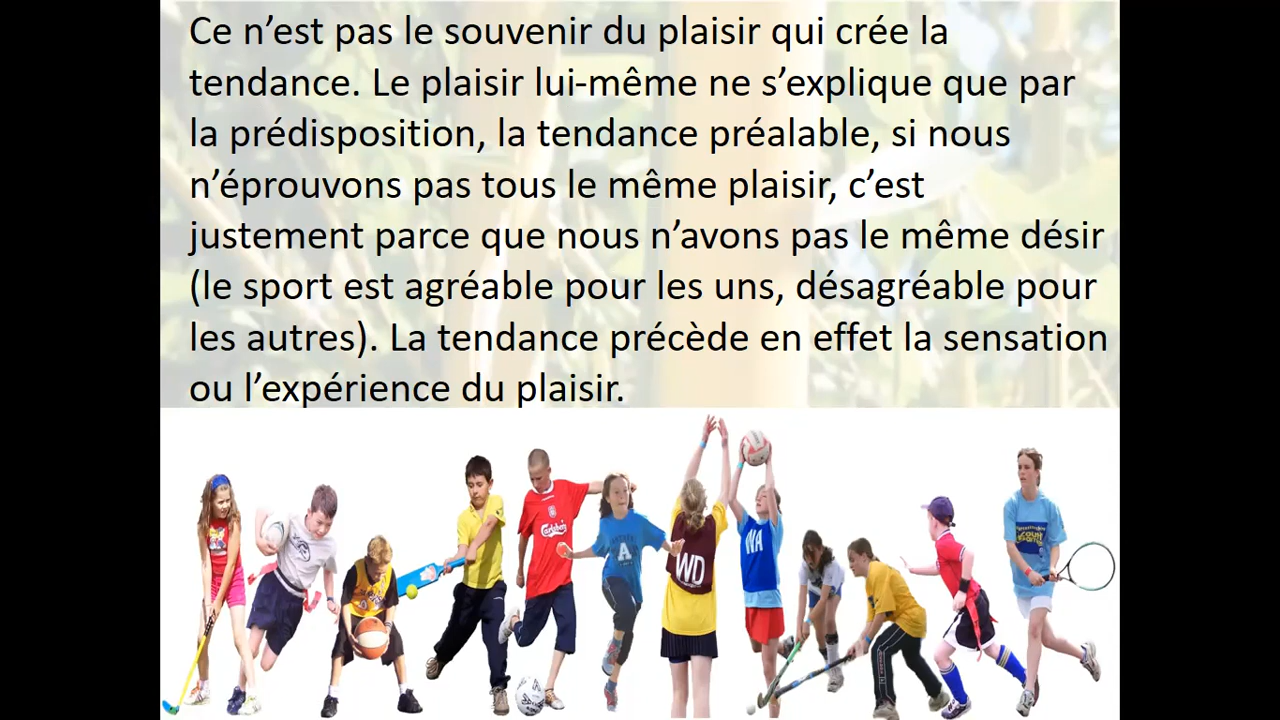 Ce n’est pas le souvenir du plaisir qui crée la
tendance. Le plaisir lui-même ne s’explique que par
la prédisposition, la tendance préalable, si nous
n’éprouvons pas tous le même plaisir, c’est
justement parce que nous n’avons pas le même désir
(le sport est agréable pour les uns, désagréable pour
les autres). La tendance précède en effet la sensation
ou l’expérience du plaisir.
Carlsberg
A
WD
WA